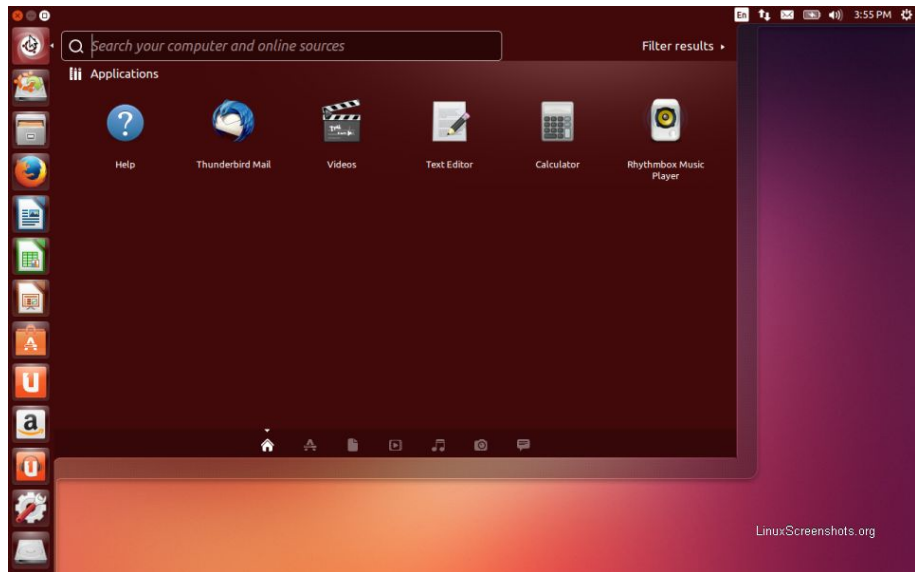 En 3:55 PM
Search your computer and online sources
Filter results
Applications
Help
Thunderbird Mail
Videos
Text Editor
Calculator
Rhythmbox Music
Player
LinuxScreenshots.org